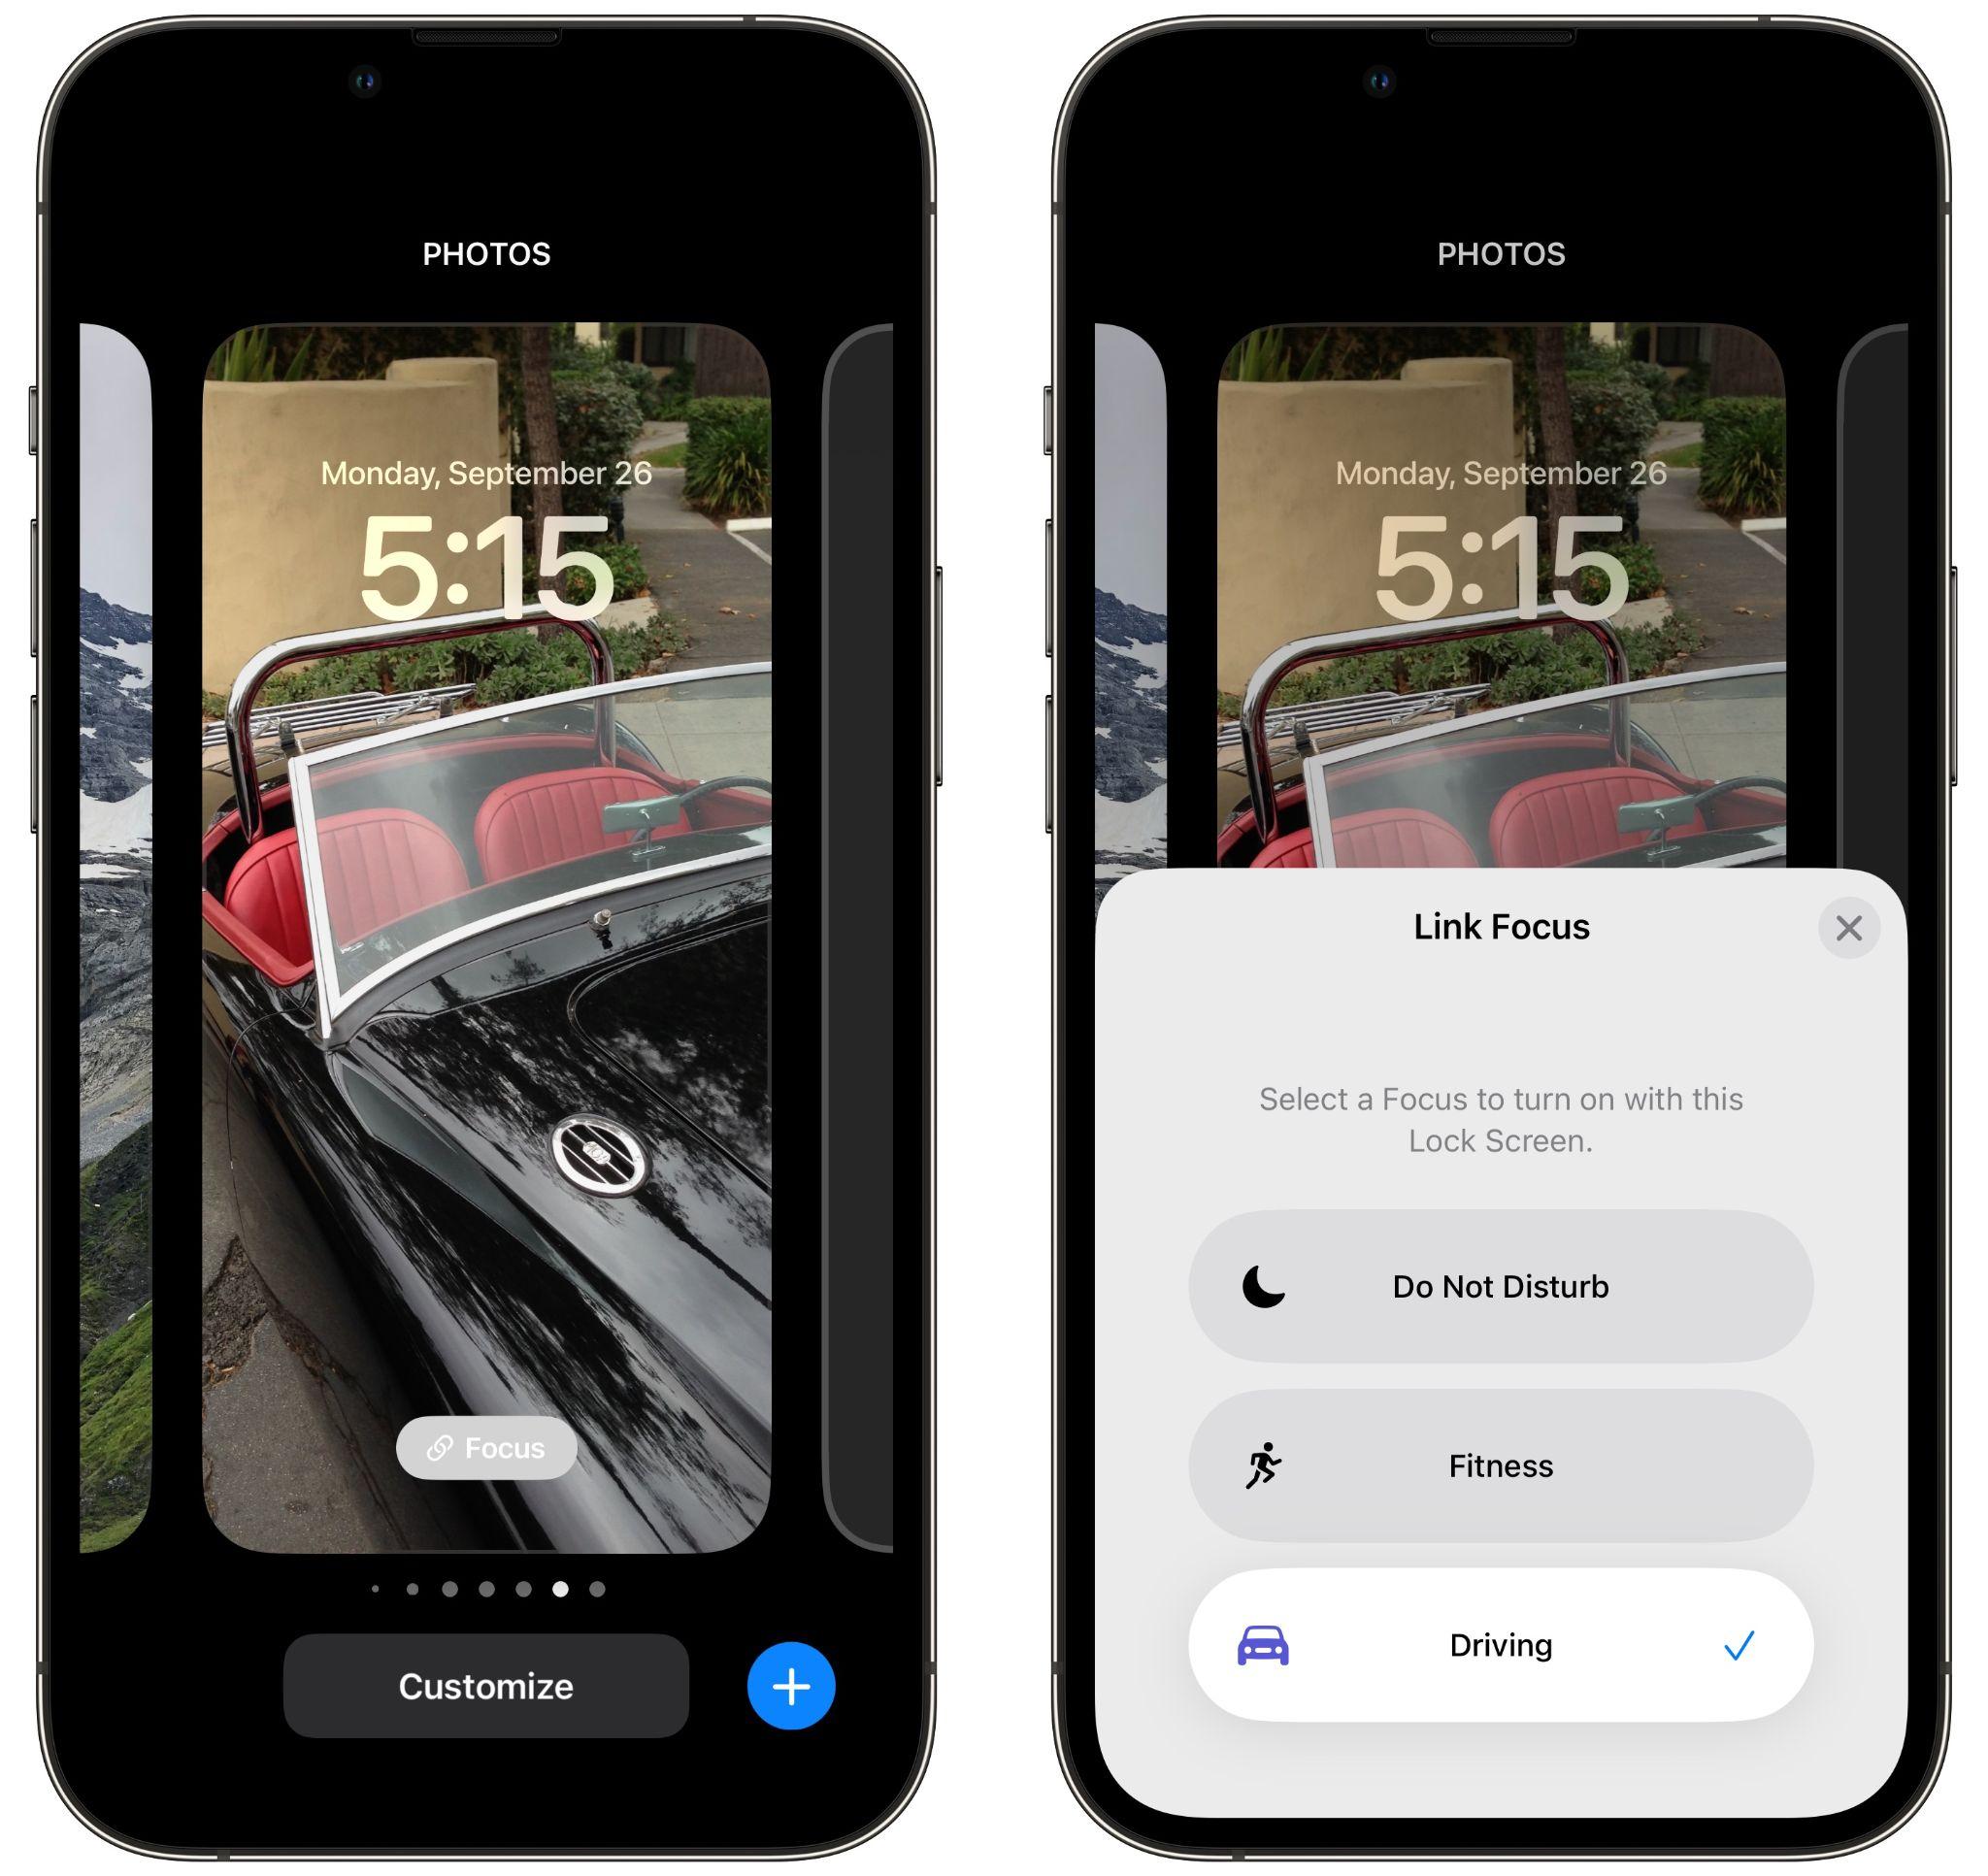 PHOTOS
Monday, September 26
5:15
Focus
Customize
PHOTOS
Monday, September 26
5:15
Link Focus
Select a Focus to turn on with this
Lock Screen.
Do Not Disturb
Fitness
Driving